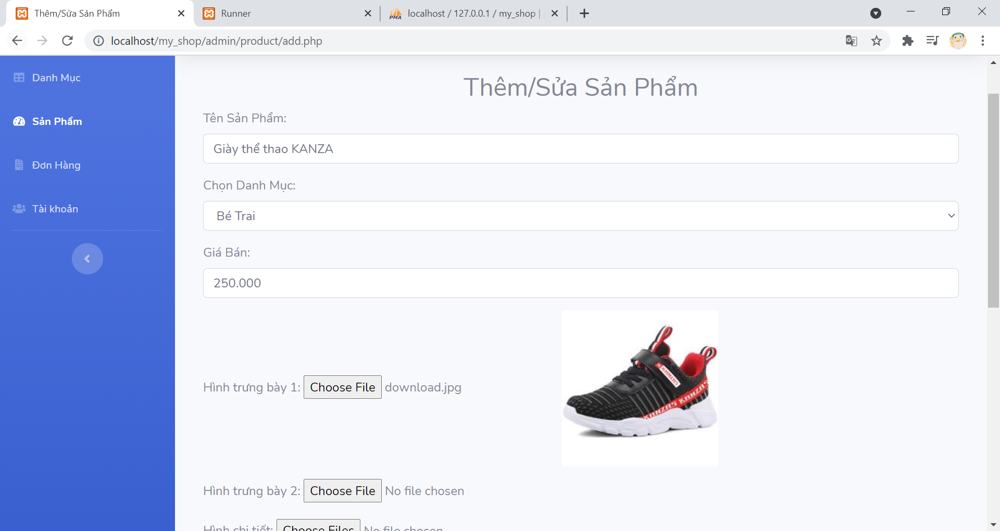 Thêm/Sửa Sản Phẩm
Runner
localhost / 127.0.0.1 / my_shop |
localhost/my_shop/admin/product/add.php
Danh Mục
Sản Phẩm
Đơn Hàng
Tài khoản
Thêm/Sửa Sản Phẩm
Tên Sản Phẩm:
Giày thể thao KANZA
Chọn Danh Mục:
Bé Trai
Giá Bán:
250.000
Hình trưng bày 1: Choose File download.jpg
KANZAS
KANZAS KANZAS
Hình trưng bày 2: Choose File No file chosen
Hình chi tiết: Choose Files No file chosen